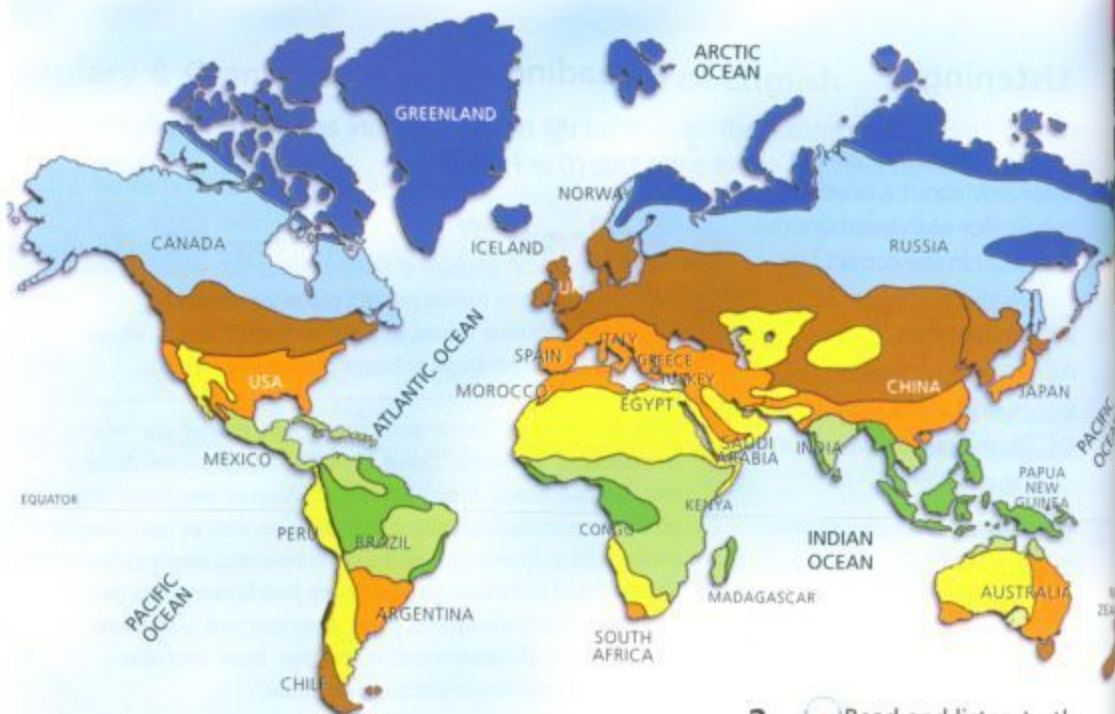 ARCTIC
OCEAN
GREENLAND
NORWAY
ICELAND
CANADA
RUSSIA
UK
ATLANTIC OCEAN
SPAIN
ITALY
GREECE
TURKEY
USA
CHINA
JAPAN
MOROCCO
EGYPT
SAUDI
ARABIA
INDIA
MEXICO
PAPUA
NEW
GUINEA
EQUATOR
KENYA
CONGO
PERU
BRAZIL
INDIAN
OCEAN
PACIFIC
OCEAN
MADAGASCAR
AUSTRALIA
ARGENTINA
SOUTH
AFRICA
CHILE
Read and listen to th